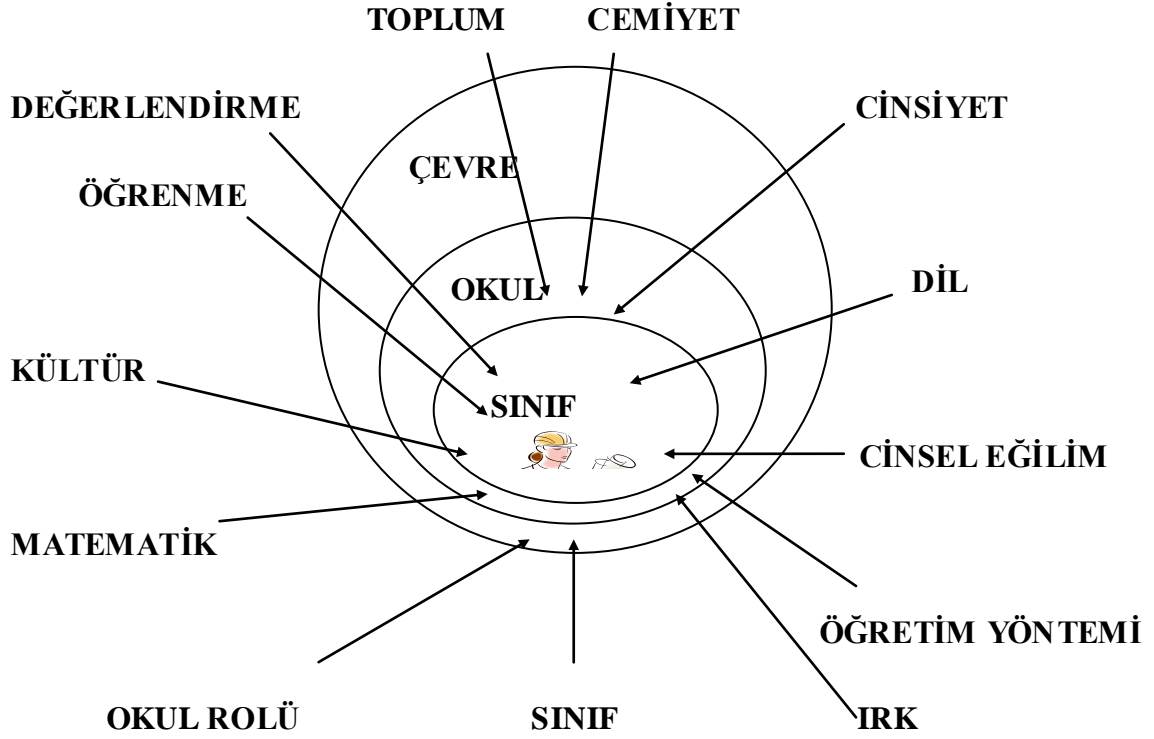 TOPLUM CEMİYET
DEĞERLENDİRME CİNSİYET
ÇEVRE
ÖĞRENME
OKUL DİL
KÜLTÜR
SINIF
CİNSEL EĞİLİM
MATEMATİK
ÖĞRETİM YÖNTEMİ
OKUL ROLÜ SINIF IRK